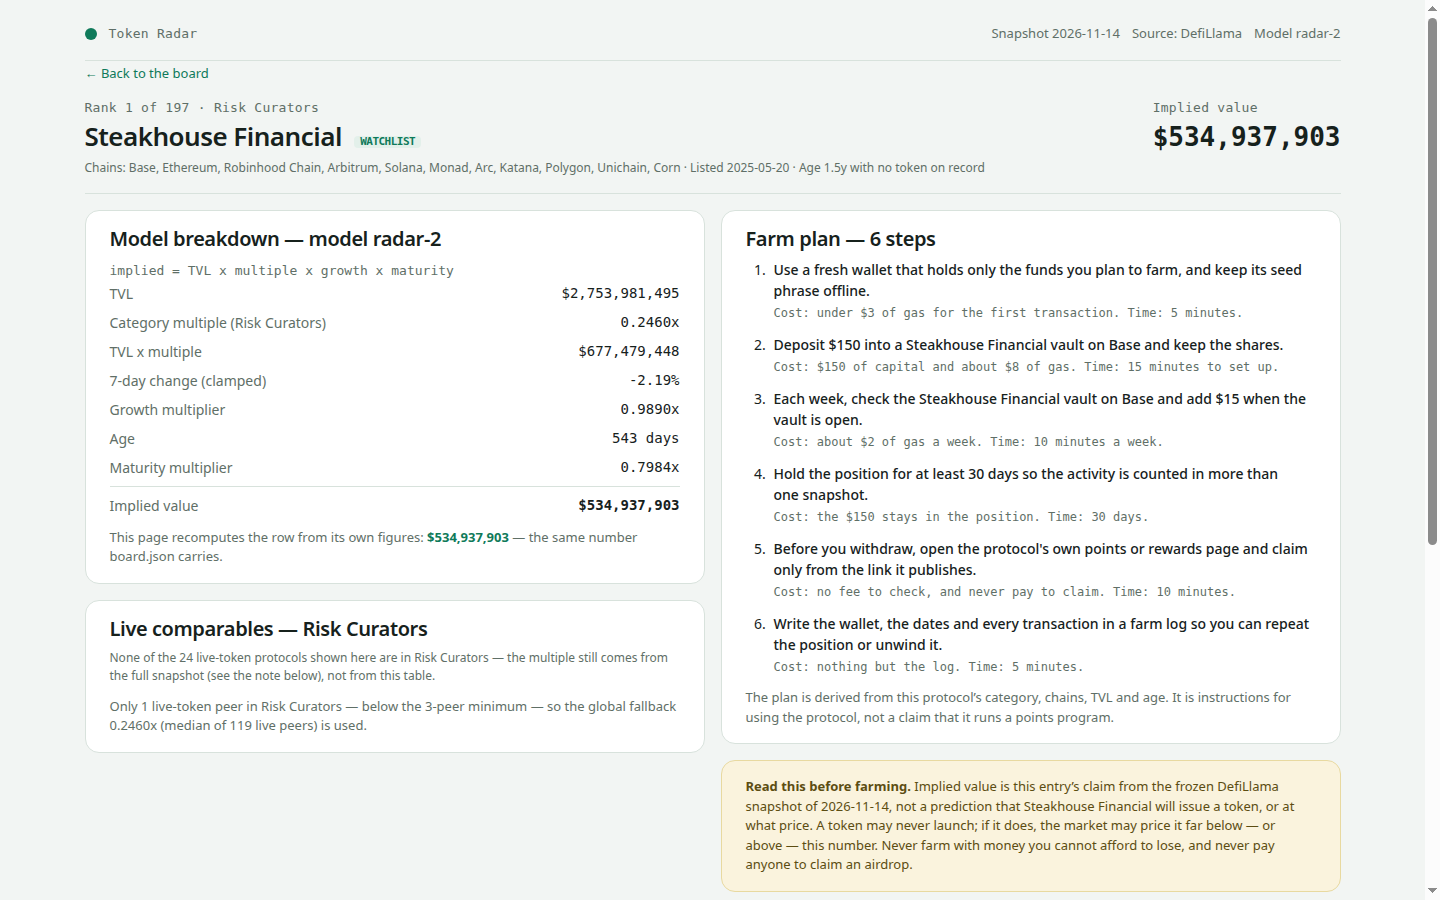 Token Radar
Snapshot 2026-11-14 Source: DefiLlama Model radar-2
← Back to the board
Rank 1 of 197 · Risk Curators
Steakhouse Financial WATCHLIST
Chains: Base, Ethereum, Robinhood Chain, Arbitrum, Solana, Monad, Arc, Katana, Polygon, Unichain, Corn · Listed 2025-05-20 · Age 1.5y with no token on record
Implied value
$534,937,903
Model breakdown — model radar-2
implied = TVL x multiple x growth x maturity
TVL $2,753,981,495
Category multiple (Risk Curators) 0.2460x
TVL x multiple $677,479,448
7-day change (clamped) -2.19%
Growth multiplier 0.9890x
Age 543 days
Maturity multiplier 0.7984x
Implied value $534,937,903
This page recomputes the row from its own figures: $534,937,903 — the same number
board.json carries.
Live comparables — Risk Curators
None of the 24 live-token protocols shown here are in Risk Curators — the multiple still comes from
the full snapshot (see the note below), not from this table.
Only 1 live-token peer in Risk Curators — below the 3-peer minimum — so the global fallback
0.2460x (median of 119 live peers) is used.
Farm plan — 6 steps
1. Use a fresh wallet that holds only the funds you plan to farm, and keep its seed
phrase offline.
Cost: under $3 of gas for the first transaction. Time: 5 minutes.
2. Deposit $150 into a Steakhouse Financial vault on Base and keep the shares.
Cost: $150 of capital and about $8 of gas. Time: 15 minutes to set up.
3. Each week, check the Steakhouse Financial vault on Base and add $15 when the
vault is open.
Cost: about $2 of gas a week. Time: 10 minutes a week.
4. Hold the position for at least 30 days so the activity is counted in more than
one snapshot.
Cost: the $150 stays in the position. Time: 30 days.
5. Before you withdraw, open the protocol's own points or rewards page and claim
only from the link it publishes.
Cost: no fee to check, and never pay to claim. Time: 10 minutes.
6. Write the wallet, the dates and every transaction in a farm log so you can repeat
the position or unwind it.
Cost: nothing but the log. Time: 5 minutes.
The plan is derived from this protocol’s category, chains, TVL and age. It is instructions for
using the protocol, not a claim that it runs a points program.
Read this before farming. Implied value is this entry’s claim from the frozen DefiLlama
snapshot of 2026-11-14, not a prediction that Steakhouse Financial will issue a token, or at
what price. A token may never launch; if it does, the market may price it far below — or
above — this number. Never farm with money you cannot afford to lose, and never pay
anyone to claim an airdrop.